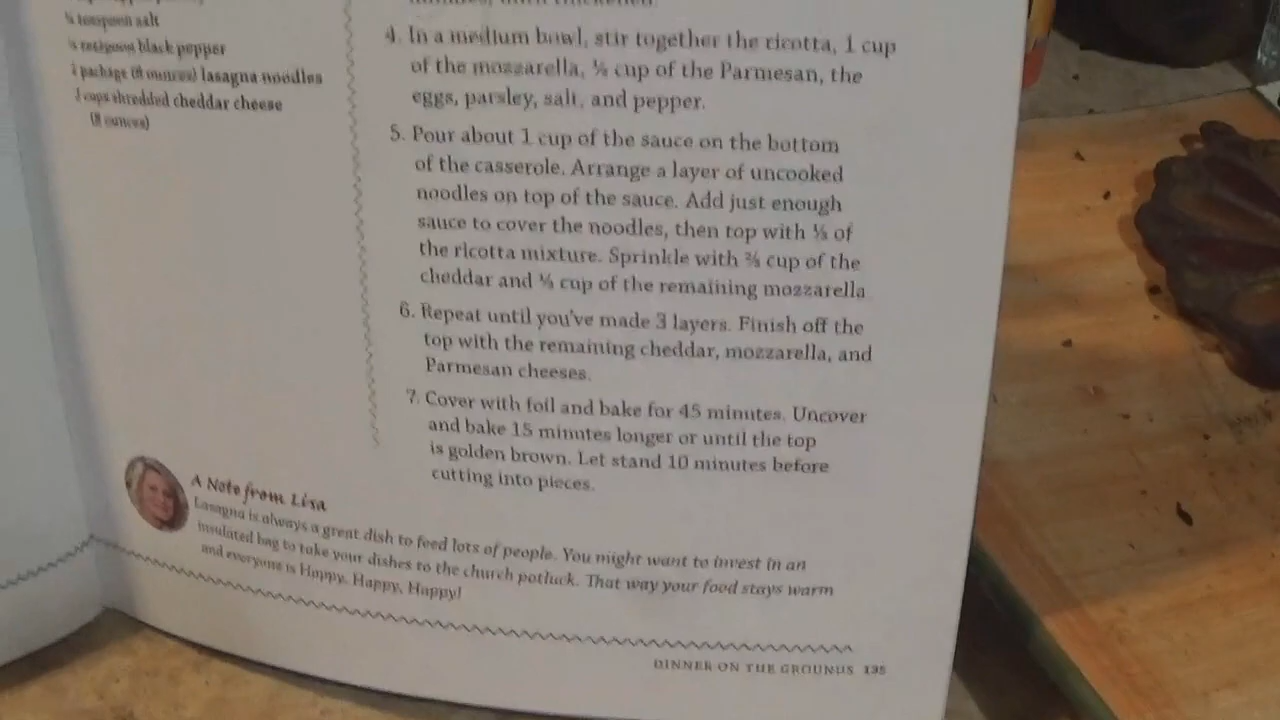 teaspoon salt
teaspoon black pepper
package (8 ounces) lasagna noodles
cups shredded cheddar cheese
(8 ounces)
4. In a medium bowl, stir together the ricotta, 1 cup
of the mozzarella, ½ cup of the Parmesan, the
eggs, parsley, salt, and pepper.
5. Pour about 1 cup of the sauce on the bottom
of the casserole. Arrange a layer of uncooked
noodles on top of the sauce. Add just enough
sauce to cover the noodles, then top with ⅓ of
the ricotta mixture. Sprinkle with ⅔ cup of the
cheddar and cup of the remaining mozzarella
6. Repeat until you've made 3 layers. Finish off the
top with the remaining cheddar, mozzarella, and
Parmesan cheeses.
7. Cover with foil and bake for 45 minutes. Uncover
and bake 15 minutes longer or until the top
is golden brown. Let stand 10 minutes before
cutting into pieces.
A Note from Lisa
Lasagna is always a great dish to feed lots of people. You might want to invest in an
insulated bag to take your dishes to the church potluck. That way your food stays warm
and everyone is Happy, Happy, Happy!
DINNER ON THE GROUNDS 195